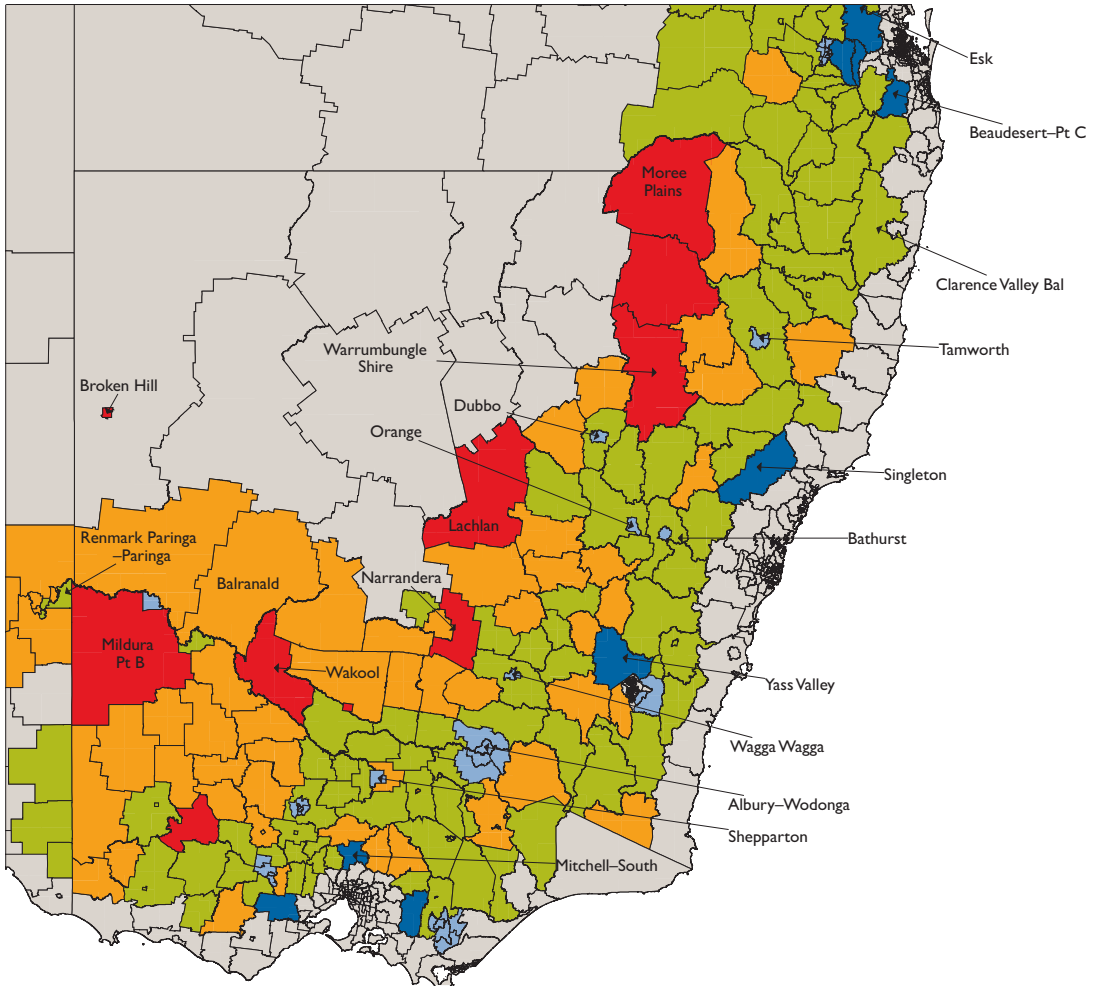 Esk
Beaudesert–Pt C
Moree
Plains
Clarence Valley Bal
Warrumbungle
Shire
Tamworth
Broken Hill
Dubbo
Orange
Singleton
Lachlan
Renmark Paringa
–Paringa
Bathurst
Balranald
Narrandera
Mildura
Pt B
Wakool
Yass Valley
Wagga Wagga
Albury–Wodonga
Shepparton
Mitchell–South